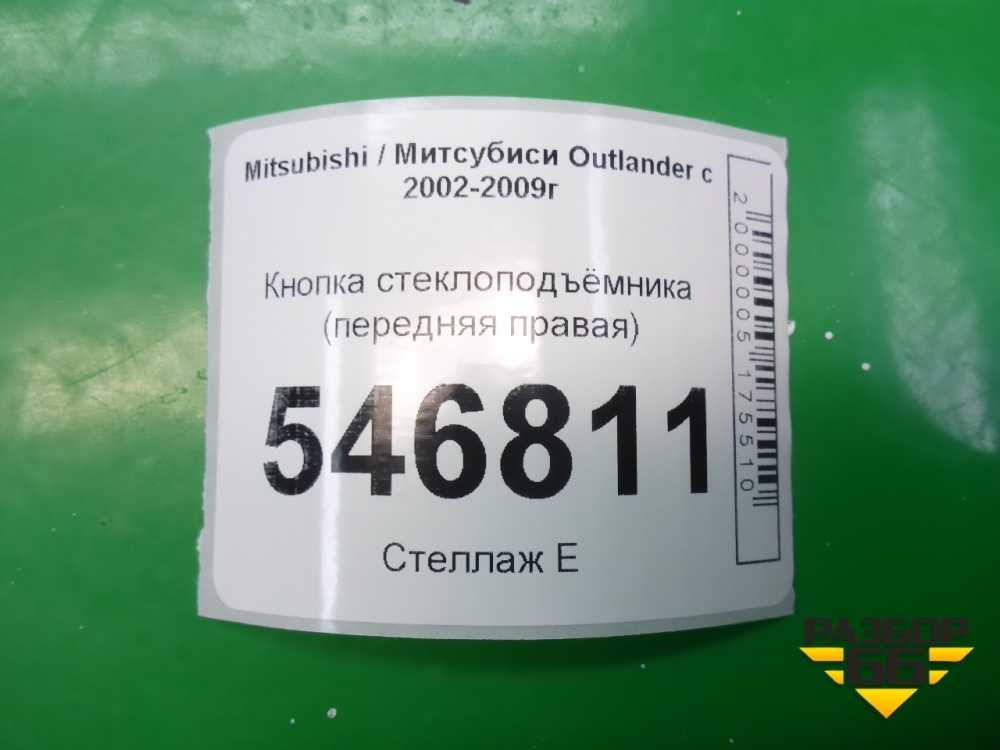 Mitsubishi / Митсубиси Outlander с
2002-2009г
Кнопка стеклоподъёмника
(передняя правая)
546811
Стеллаж Е
2000005175510
РАЗБОР
66